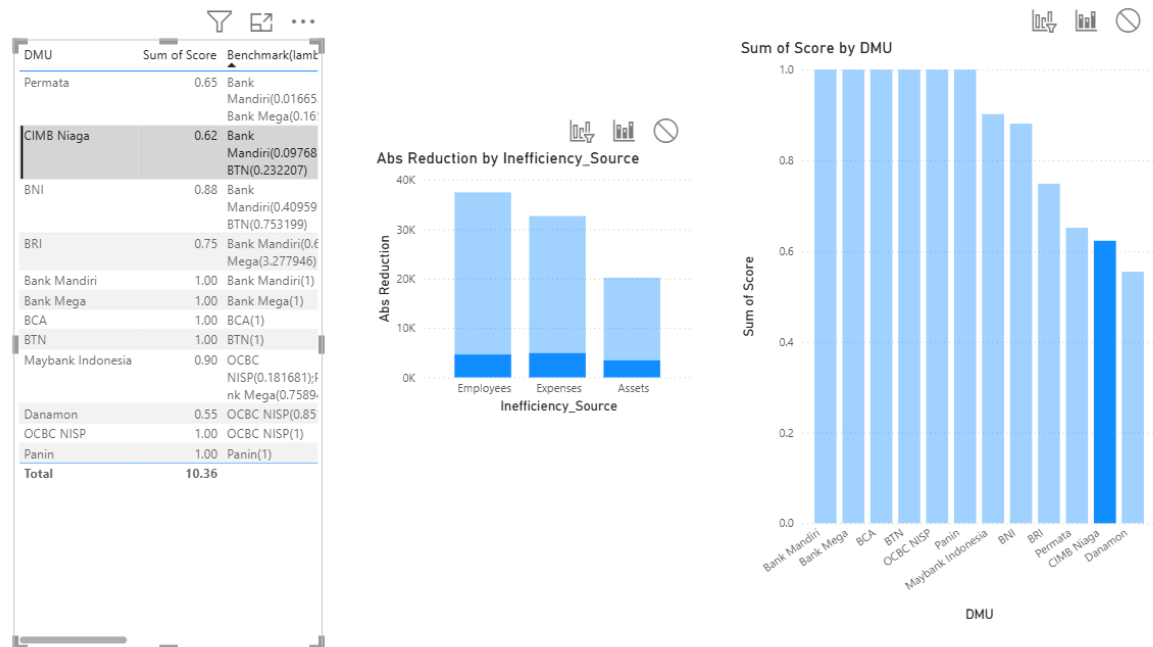 DMU Sum of Score Benchmark(lamb
Permata 0.65 Bank
Mandiri(0.01665
Bank Mega(0.16
CIMB Niaga 0.62 Bank
Mandiri(0.09768
BTN(0.232207)
BNI 0.88 Bank
Mandiri(0.40959
BTN(0.753199)
BRI 0.75 Bank Mandiri(0.6
Mega(3.277946)
Bank Mandiri 1.00 Bank Mandiri(1)
Bank Mega 1.00 Bank Mega(1)
BCA 1.00 BCA(1)
BTN 1.00 BTN(1)
Maybank Indonesia 0.90 OCBC
NISP(0.181681);P
nk Mega(0.7589
Danamon 0.55 OCBC NISP(0.85
OCBC NISP 1.00 OCBC NISP(1)
Panin 1.00 Panin(1)
Total 10.36
Abs Reduction by Inefficiency_Source
Abs Reduction
40K
30K
20K
10K
0K
Employees Expenses Assets
Inefficiency_Source
Sum of Score by DMU
Sum of Score
1.0
0.8
0.6
0.4
0.2
0.0
Bank Mandiri
Bank Mega
BCA
BTN
OCBC NISP
Panin
Maybank Indonesia
BNI
BRI
Permata
CIMB Niaga
Danamon
DMU